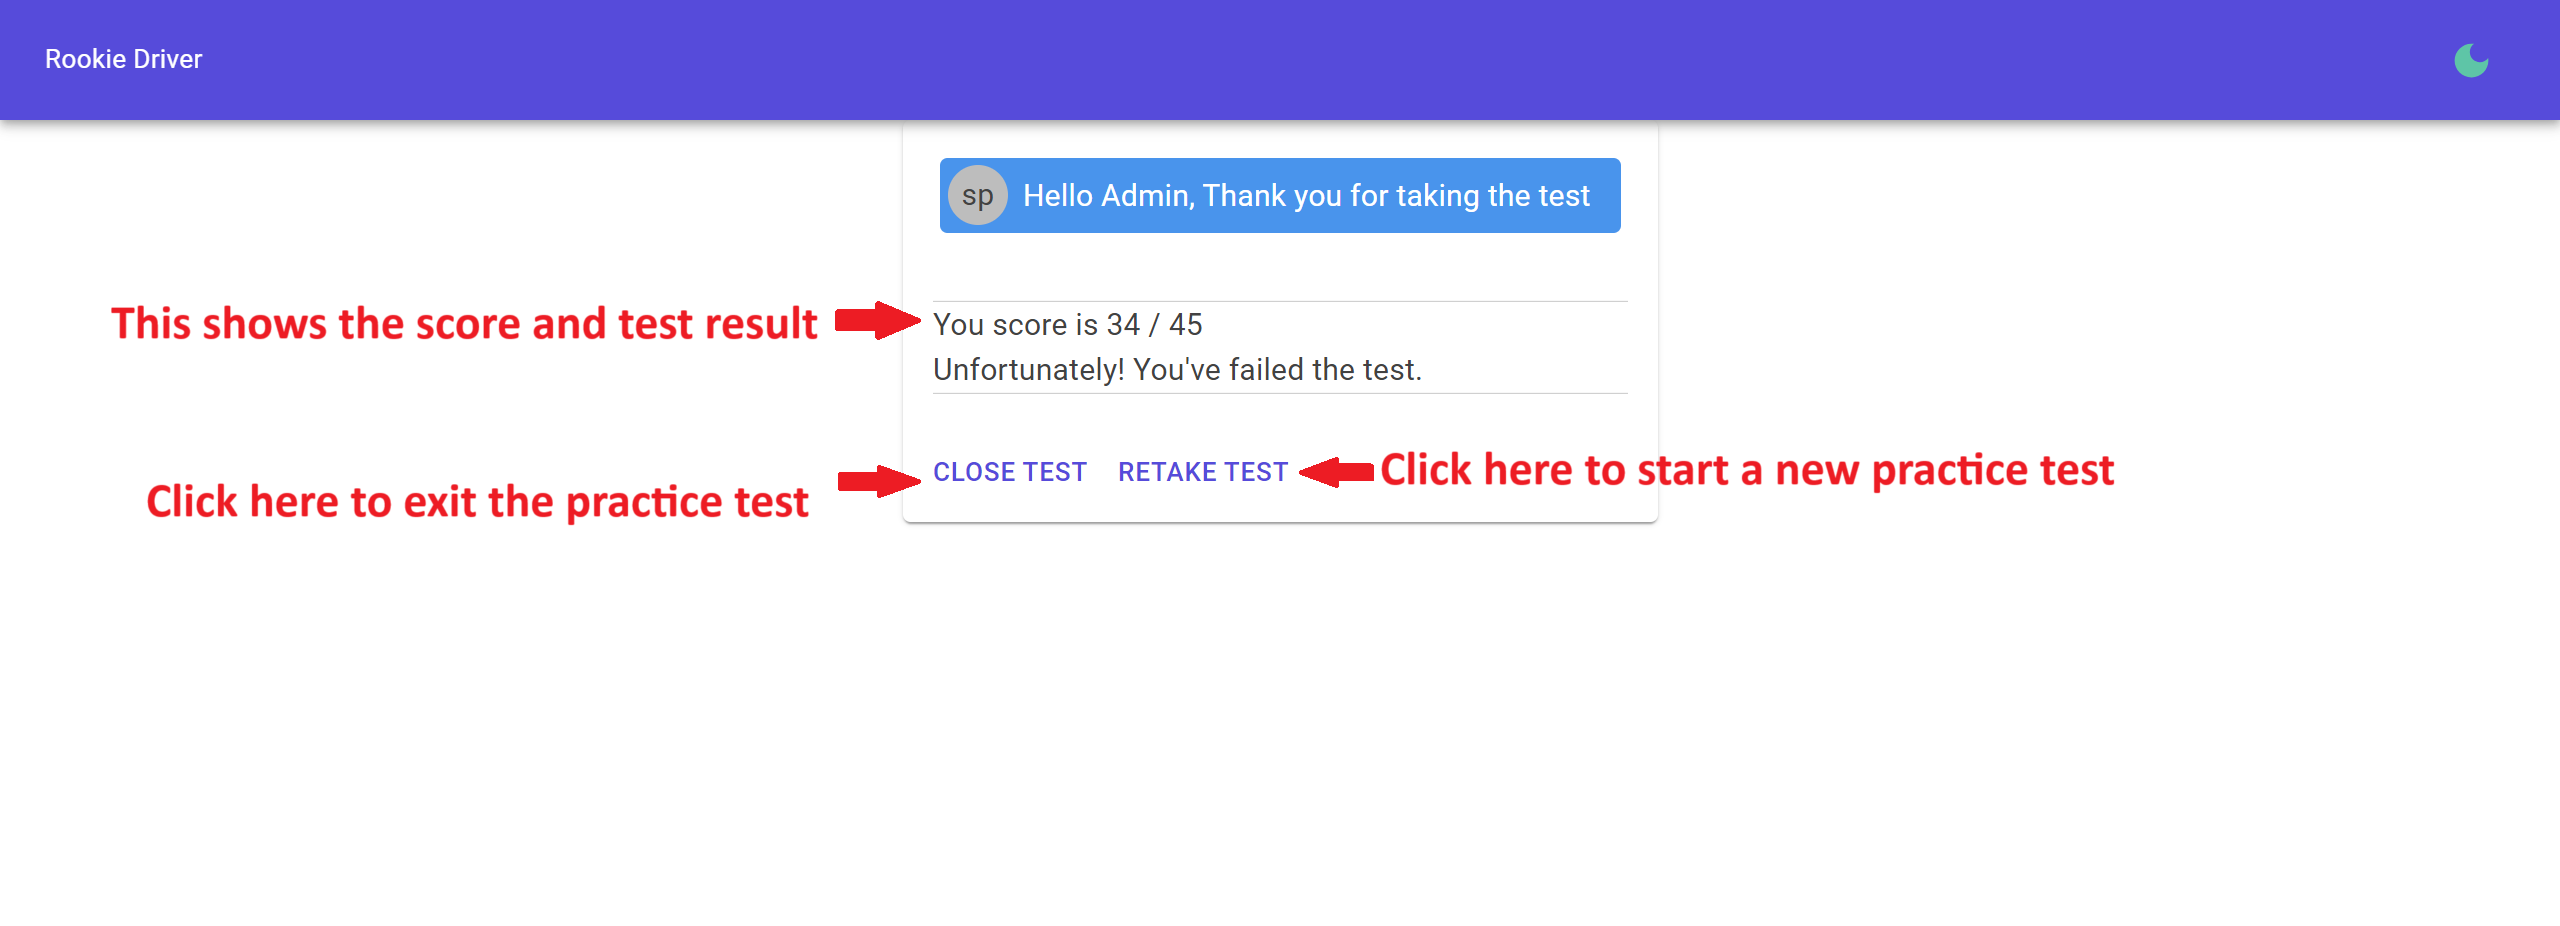 Rookie Driver
sp
Hello Admin, Thank you for taking the test
This shows the score and test result
You score is 34 / 45
Unfortunately! You've failed the test.
Click here to exit the practice test
CLOSE TEST
RETAKE TEST
Click here to start a new practice test